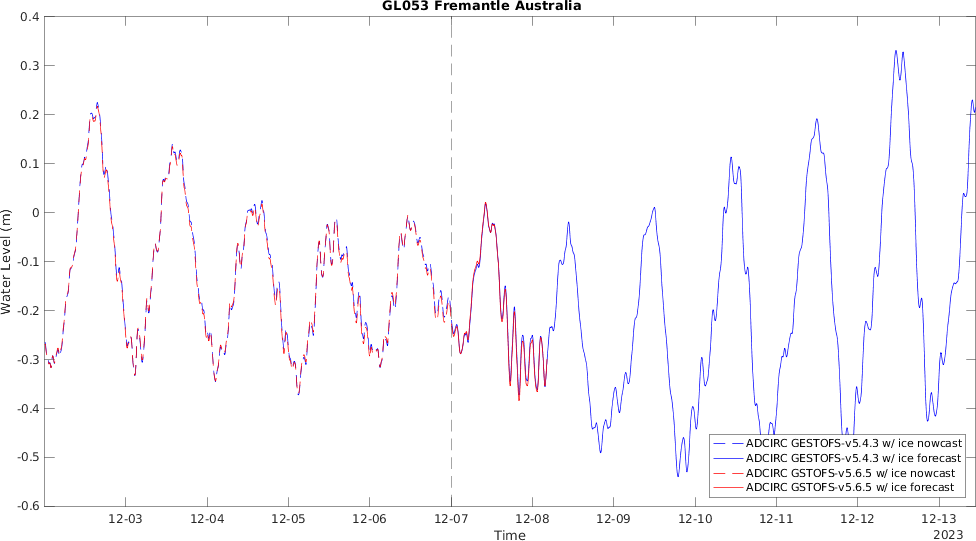 GL053 Fremantle Australia
0.4
0.3
0.2
0.1
0
-0.1
-0.2
-0.3
-0.4
-0.5
-0.6
Water Level (m)
ADCIRC GESTOFS-v5.4.3 w/ ice nowcast
ADCIRC GESTOFS-v5.4.3 w/ ice forecast
ADCIRC GSTOFS-v5.6.5 w/ ice nowcast
ADCIRC GSTOFS-v5.6.5 w/ ice forecast
12-03 12-04 12-05 12-06 12-07 12-08 12-09 12-10 12-11 12-12 12-13
Time
2023